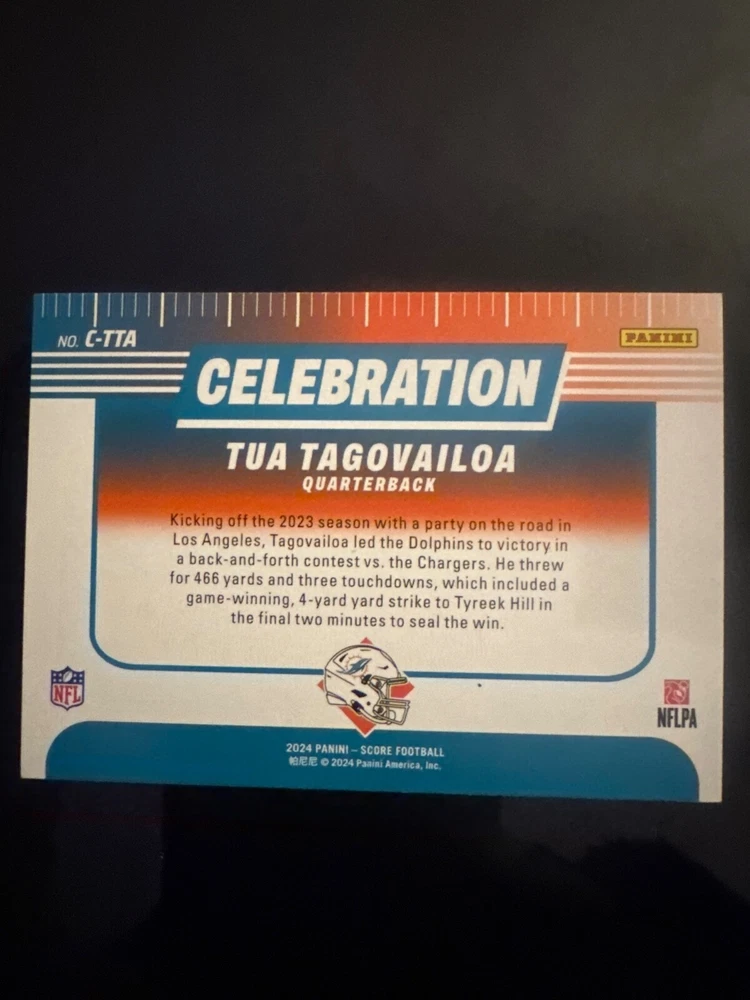 NO. C-TTA
PANINI
CELEBRATION
TUA TAGOVAILOA
QUARTERBACK
Kicking off the 2023 season with a party on the road in
Los Angeles, Tagovailoa led the Dolphins to victory in
a back-and-forth contest vs. the Chargers. He threw
for 466 yards and three touchdowns, which included a
game-winning, 4-yard yard strike to Tyreek Hill in
the final two minutes to seal the win.
NFL
NFLPA
2024 PANINI – SCORE FOOTBALL
帕尼尼 © 2024 Panini America, Inc.